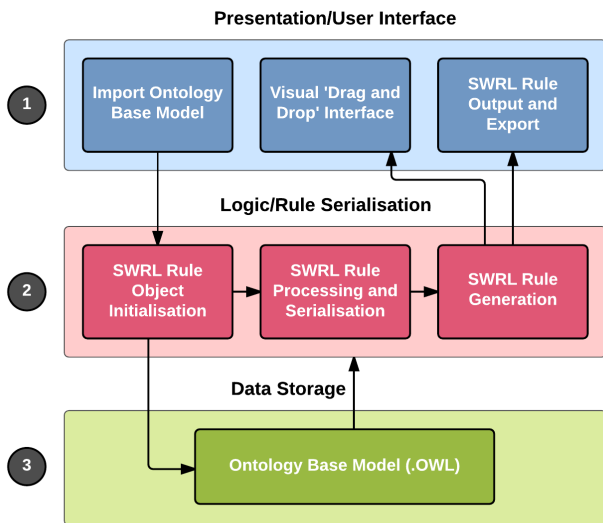 Presentation/User Interface
1
Import Ontology
Base Model
Visual 'Drag and
Drop' Interface
SWRL Rule
Output and
Export
Logic/Rule Serialisation
2
SWRL Rule
Object
Initialisation
SWRL Rule
Processing and
Serialisation
SWRL Rule
Generation
Data Storage
3
Ontology Base Model (.OWL)